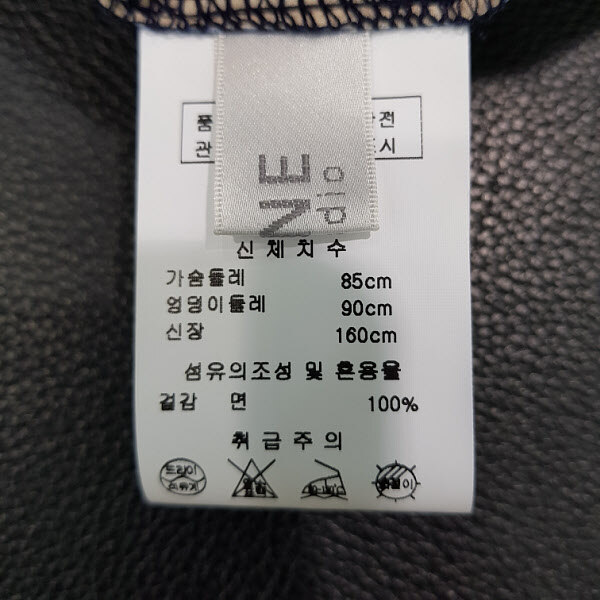 품 전
관 시
NE
dio
신체치수
가슴둘레 85cm
엉덩이둘레 90cm
신장 160cm
섬유의조성 및 혼용율
겉감 면 100%
취급주의
드라이